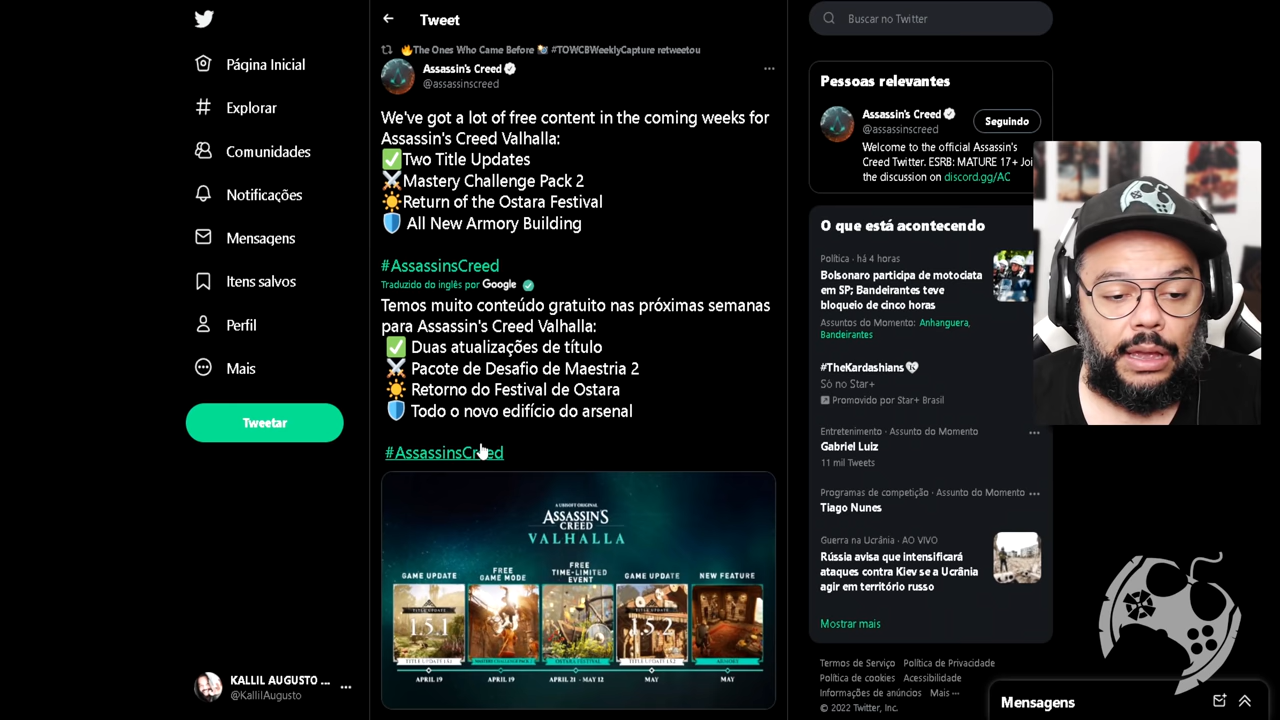 Página Inicial
Explorar
Comunidades
Notificações
Mensagens
Itens salvos
Perfil
Mais
Tweetar
KALLIL AUGUSTO ...
@KallilAugusto
Tweet
🔥The Ones Who Came Before 📸 #TOWCBWeeklyCapture retweetou
Assassin's Creed
@assassinscreed
We've got a lot of free content in the coming weeks for
Assassin's Creed Valhalla:
✅Two Title Updates
⚔️Mastery Challenge Pack 2
☀️Return of the Ostara Festival
🛡️ All New Armory Building
#AssassinsCreed
Traduzido do inglês por Google
Temos muito conteúdo gratuito nas próximas semanas
para Assassin's Creed Valhalla:
✅ Duas atualizações de título
⚔️ Pacote de Desafio de Maestria 2
☀️ Retorno do Festival de Ostara
🛡️ Todo o novo edifício do arsenal
#AssassinsCreed
A UBISOFT ORIGINAL
ASSASSIN'S
CREED
VALHALLA
GAME UPDATE
FREE
GAME MODE
FREE
TIME-LIMITED
EVENT
GAME UPDATE
NEW FEATURE
TITLE UPDATE
1.5.1
TITLE UPDATE
1.5.2
MASTERY CHALLENGE PACK 2
OSTARA FESTIVAL
ARMORY
APRIL 19
APRIL 19
APRIL 21 - MAY 12
MAY
MAY
Buscar no Twitter
Pessoas relevantes
Assassin's Creed
@assassinscreed
Seguindo
Welcome to the official Assassin's
Creed Twitter. ESRB: MATURE 17+ Joi
the discussion on discord.gg/AC
O que está acontecendo
Política · há 4 horas
Bolsonaro participa de motociata
em SP; Bandeirantes teve
bloqueio de cinco horas
Assuntos do Momento: Anhanguera,
Bandeirantes
#TheKardashians
Só no Star+
Promovido por Star+ Brasil
Entretenimento · Assunto do Momento
Gabriel Luiz
11 mil Tweets
Programas de competição · Assunto do Momento
Tiago Nunes
Guerra na Ucrânia · AO VIVO
Rússia avisa que intensificará
ataques contra Kiev se a Ucrânia
agir em território russo
Mostrar mais
Termos de Serviço Política de Privacidade
Política de cookies Acessibilidade
Informações de anúncios Mais ···
© 2022 Twitter, Inc.
Mensagens